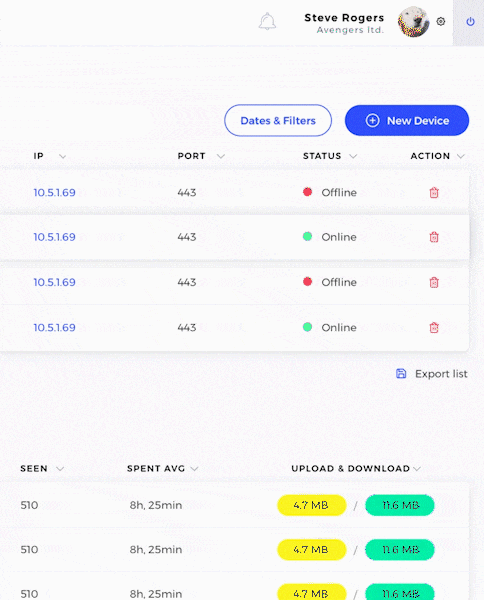 Steve Rogers
Avengers ltd.
Dates & Filters New Device
IP PORT STATUS ACTION
10.5.1.69 443 Offline
10.5.1.69 443 Online
10.5.1.69 443 Offline
10.5.1.69 443 Online
Export list
SEEN SPENT AVG UPLOAD & DOWNLOAD
510 8h, 25min 4.7 MB / 11.6 MB
510 8h, 25min 4.7 MB / 11.6 MB
510 8h, 25min 4.7 MB / 11.6 MB